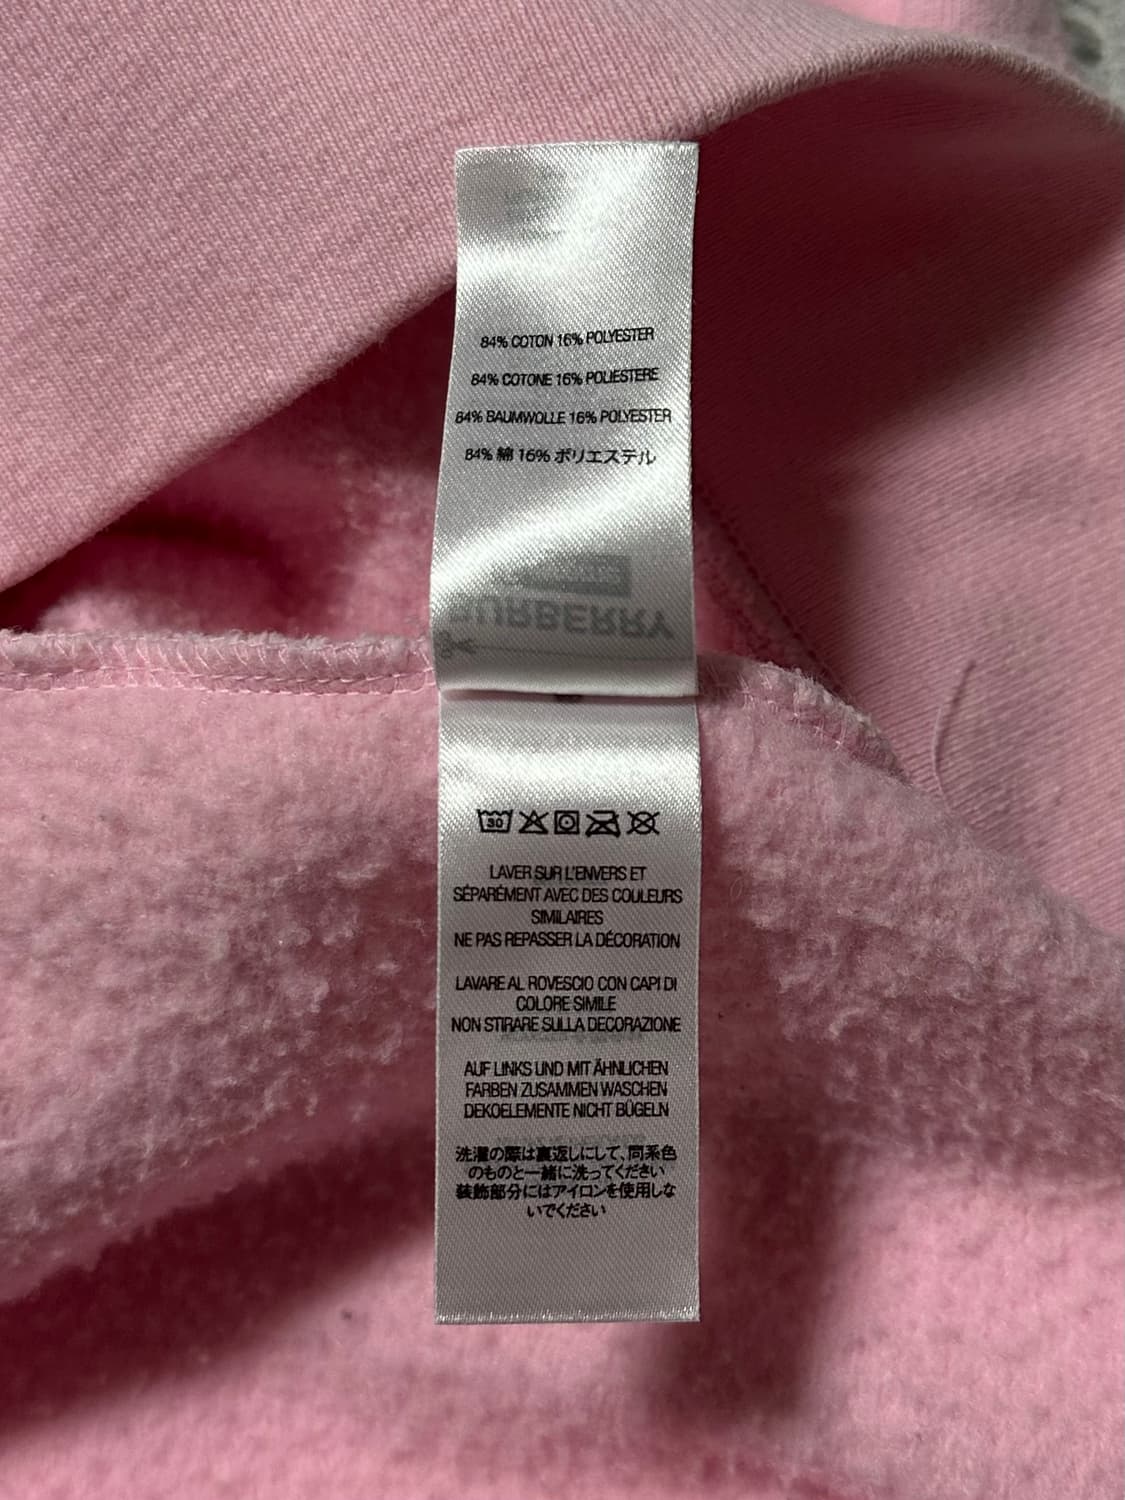 84% COTON 16% POLYESTER
84% COTONE 16% POLIESTERE
84% BAUMWOLLE 16% POLYESTER
84% 綿 16% ポリエステル
BURBERRY
30
LAVER SUR L'ENVERS ET
SÉPARÉMENT AVEC DES COULEURS
SIMILAIRES
NE PAS REPASSER LA DÉCORATION
LAVARE AL ROVESCIO CON CAPI DI
COLORE SIMILE
NON STIRARE SULLA DECORAZIONE
AUF LINKS UND MIT ÄHNLICHEN
FARBEN ZUSAMMEN WASCHEN
DEKOELEMENTE NICHT BÜGELN
洗濯の際は裏返しにして、同系色
のものと一緒に洗ってください
装飾部分にはアイロンを使用しな
いでください